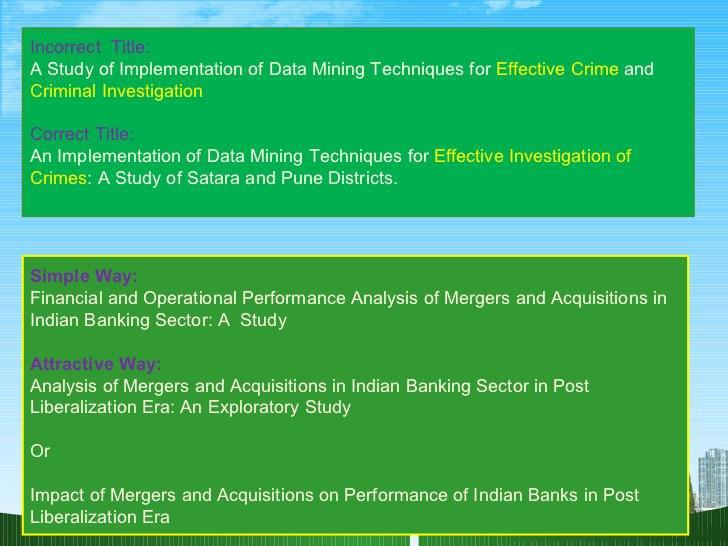 Incorrect Title:
A Study of Implementation of Data Mining Techniques for Effective Crime and
Criminal Investigation
Correct Title:
An Implementation of Data Mining Techniques for Effective Investigation of
Crimes: A Study of Satara and Pune Districts.
Simple Way:
Financial and Operational Performance Analysis of Mergers and Acquisitions in
Indian Banking Sector: A Study
Attractive Way:
Analysis of Mergers and Acquisitions in Indian Banking Sector in Post
Liberalization Era: An Exploratory Study
Or
Impact of Mergers and Acquisitions on Performance of Indian Banks in Post
Liberalization Era